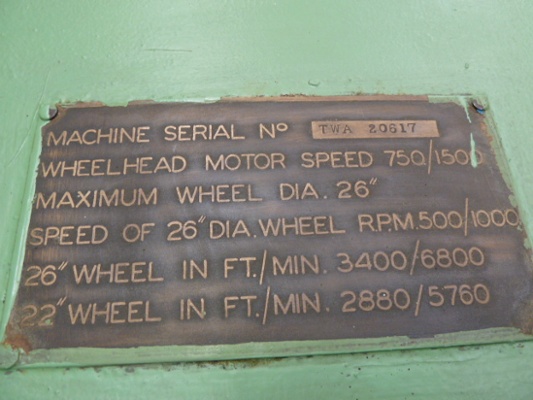 MACHINE SERIAL Nº TWA 20617
WHEELHEAD MOTOR SPEED 750/1500
MAXIMUM WHEEL DIA. 26"
SPEED OF 26" DIA. WHEEL R.P.M. 500/1000
26" WHEEL IN FT./MIN. 3400/6800
22" WHEEL IN FT./MIN. 2880/5760